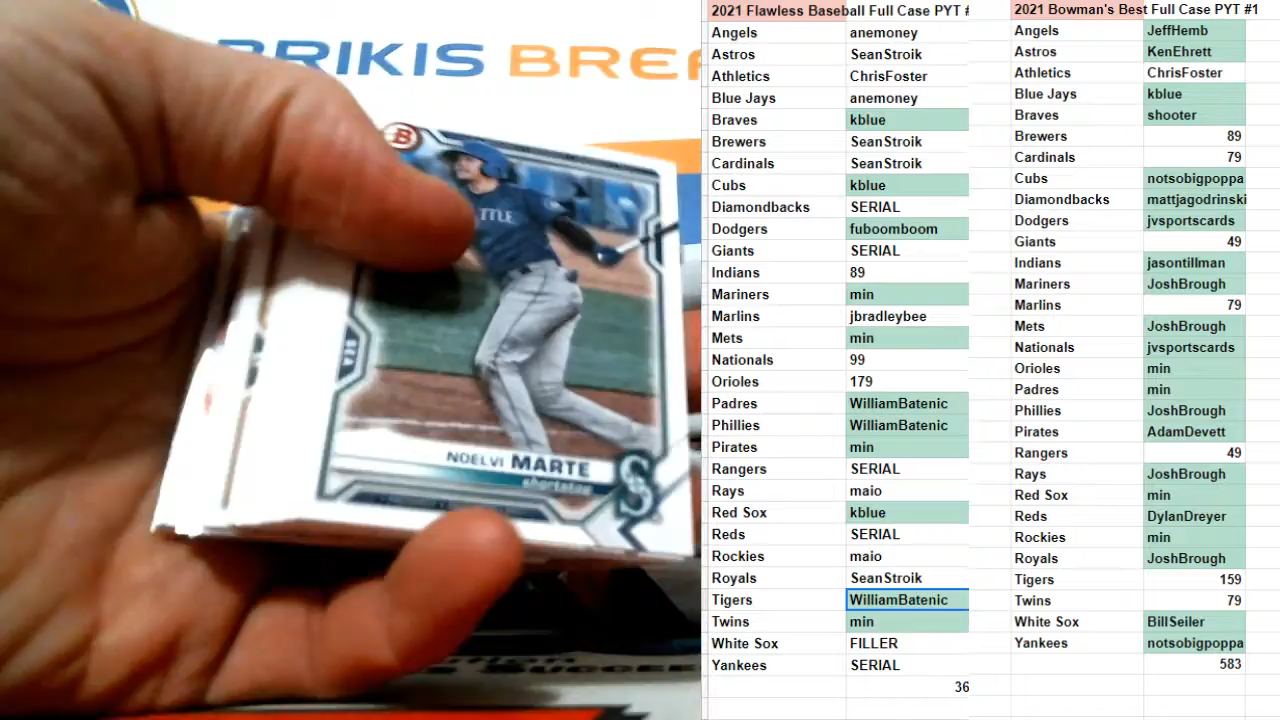 BRIKIS BREA
B
TTLE
SEA
NOELVI MARTE
shortstop
S
2021 Flawless Baseball Full Case PYT #
Angels anemoney
Astros SeanStroik
Athletics ChrisFoster
Blue Jays anemoney
Braves kblue
Brewers SeanStroik
Cardinals SeanStroik
Cubs kblue
Diamondbacks SERIAL
Dodgers fuboomboom
Giants SERIAL
Indians 89
Mariners min
Marlins jbradleybee
Mets min
Nationals 99
Orioles 179
Padres WilliamBatenic
Phillies WilliamBatenic
Pirates min
Rangers SERIAL
Rays maio
Red Sox kblue
Reds SERIAL
Rockies maio
Royals SeanStroik
Tigers WilliamBatenic
Twins min
White Sox FILLER
Yankees SERIAL
36
2021 Bowman's Best Full Case PYT #1
Angels JeffHemb
Astros KenEhrett
Athletics ChrisFoster
Blue Jays kblue
Braves shooter
Brewers 89
Cardinals 79
Cubs notsobigpoppa
Diamondbacks mattjagodrinski
Dodgers jvsportscards
Giants 49
Indians jasontillman
Mariners JoshBrough
Marlins 79
Mets JoshBrough
Nationals jvsportscards
Orioles min
Padres min
Phillies JoshBrough
Pirates AdamDevett
Rangers 49
Rays JoshBrough
Red Sox min
Reds DylanDreyer
Rockies min
Royals JoshBrough
Tigers 159
Twins 79
White Sox BillSeiler
Yankees notsobigpoppa
583